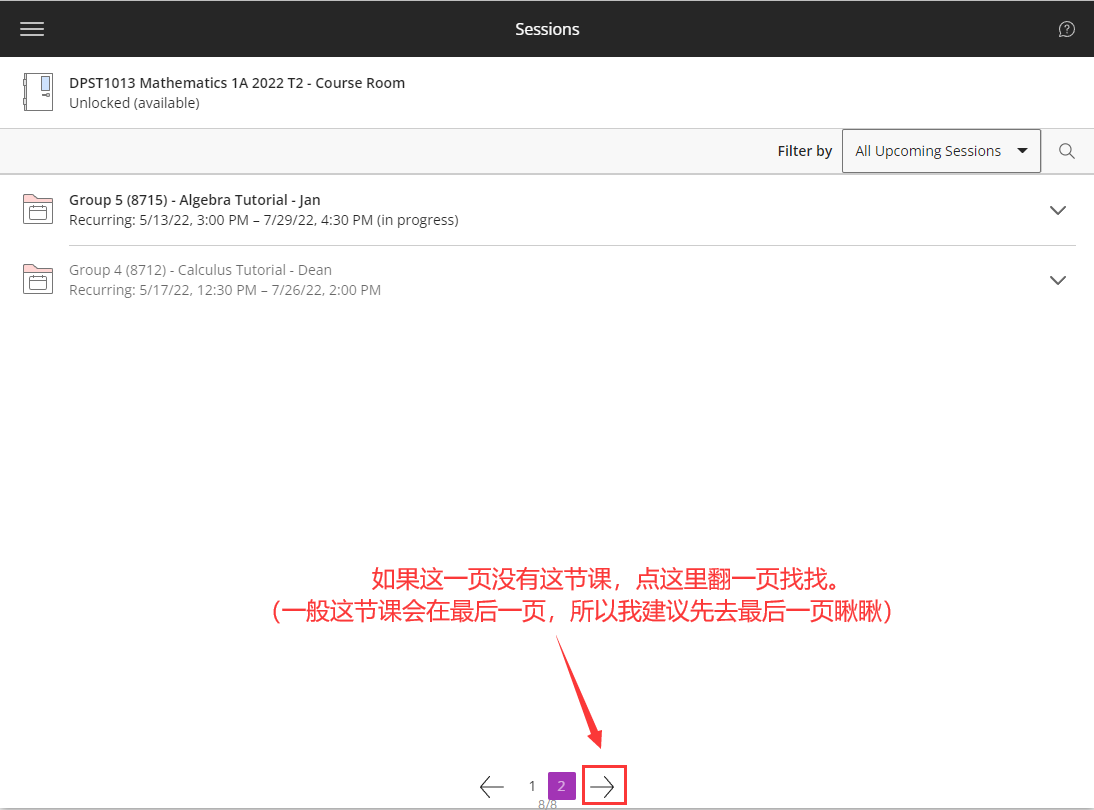 Sessions
DPST1013 Mathematics 1A 2022 T2 - Course Room
Unlocked (available)
Filter by All Upcoming Sessions
Group 5 (8715) - Algebra Tutorial - Jan
Recurring: 5/13/22, 3:00 PM – 7/29/22, 4:30 PM (in progress)
Group 4 (8712) - Calculus Tutorial - Dean
Recurring: 5/17/22, 12:30 PM – 7/26/22, 2:00 PM
如果这一页没有这节课，点这里翻一页找找。
（一般这节课会在最后一页，所以我建议先去最后一页瞅瞅）
1 2
8/8